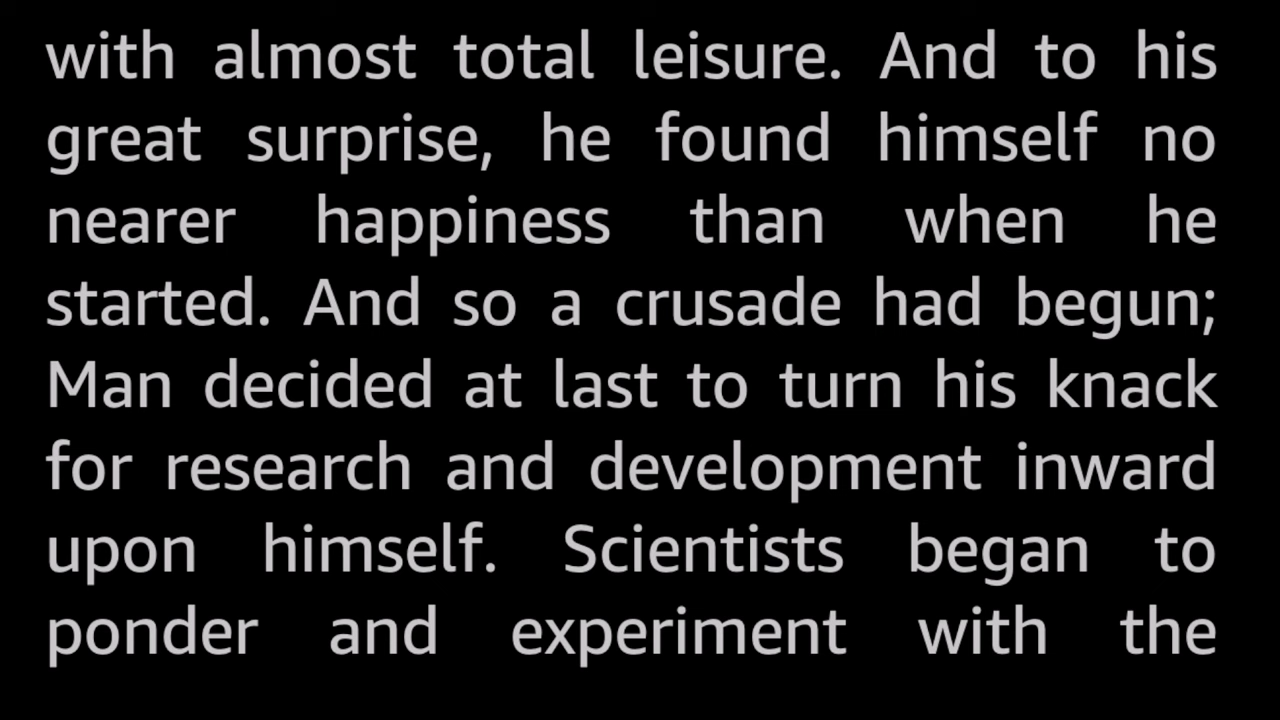 with almost total leisure. And to his
great surprise, he found himself no
nearer happiness than when he
started. And so a crusade had begun;
Man decided at last to turn his knack
for research and development inward
upon himself. Scientists began to
ponder and experiment with the